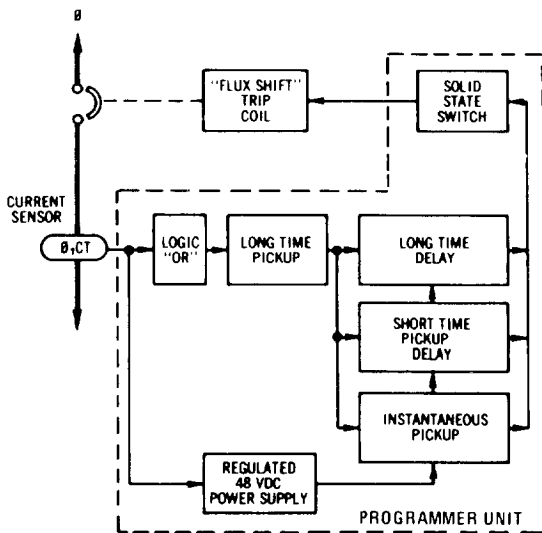 Ø
"FLUX SHIFT"
TRIP
COIL
SOLID
STATE
SWITCH
CURRENT
SENSOR
Ø,CT
LOGIC
"OR"
LONG TIME
PICKUP
LONG TIME
DELAY
SHORT TIME
PICKUP
DELAY
INSTANTANEOUS
PICKUP
REGULATED
48 VDC
POWER SUPPLY
PROGRAMMER UNIT